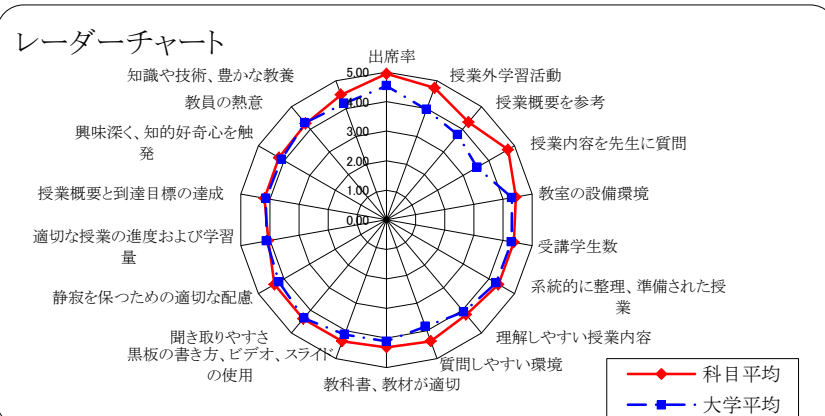 レーダーチャート
出席率
授業外学習活動
授業概要を参考
授業内容を先生に質問
教室の設備環境
受講学生数
系統的に整理、準備された授
業
理解しやすい授業内容
質問しやすい環境
教科書、教材が適切
黒板の書き方、ビデオ、スライド
の使用
聞き取りやすさ
静寂を保つための適切な配慮
適切な授業の進度および学習
量
授業概要と到達目標の達成
興味深く、知的好奇心を触
発
教員の熱意
知識や技術、豊かな教養
5.00
4.00
3.00
2.00
1.00
0.00
科目平均
大学平均